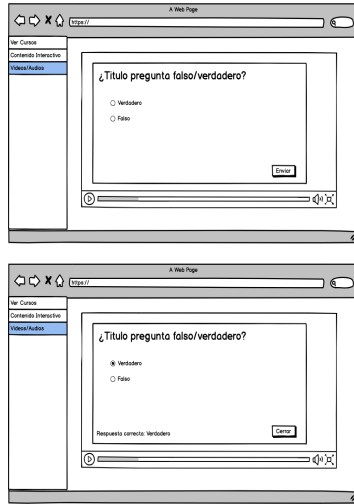 A Web Page
https://
Ver Cursos
Contenido Interactivo
Videos/Audios
¿Titulo pregunta falso/verdadero?
Verdadero
Falso
Enviar
A Web Page
https://
Ver Cursos
Contenido Interactivo
Videos/Audios
¿Titulo pregunta falso/verdadero?
Verdadero
Falso
Respuesta correcta: Verdadero
Cerrar